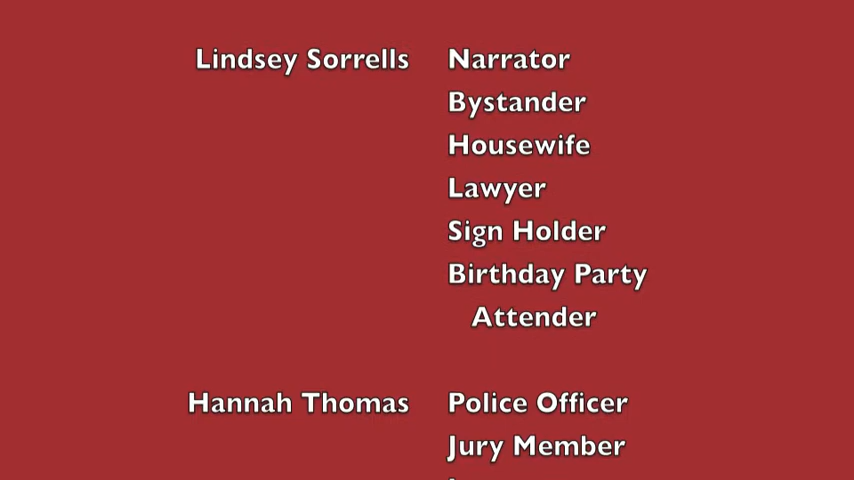 Lindsey Sorrells Narrator
Bystander
Housewife
Lawyer
Sign Holder
Birthday Party
Attender
Hannah Thomas Police Officer
Jury Member